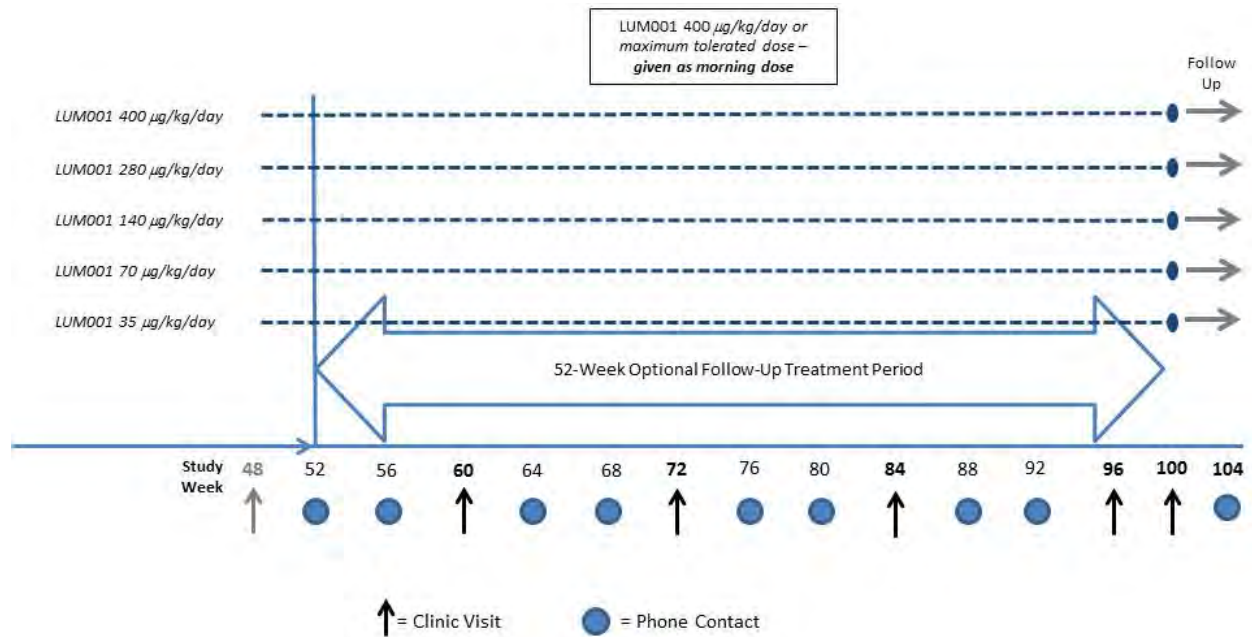 LUM001 400 µg/kg/day or
maximum tolerated dose –
given as morning dose
Follow
Up
LUM001 400 µg/kg/day
LUM001 280 µg/kg/day
LUM001 140 µg/kg/day
LUM001 70 µg/kg/day
LUM001 35 µg/kg/day
52-Week Optional Follow-Up Treatment Period
Study
Week
48 52 56 60 64 68 72 76 80 84 88 92 96 100 104
= Clinic Visit
= Phone Contact